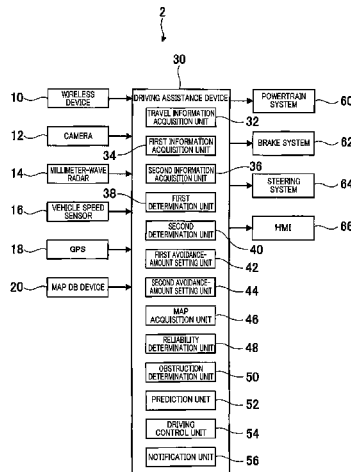 2
30
10
WIRELESS
DEVICE
DRIVING ASSISTANCE DEVICE
POWERTRAIN
SYSTEM
60
TRAVEL INFORMATION
ACQUISITION UNIT
32
12
CAMERA
FIRST INFORMATION
ACQUISITION UNIT
34
BRAKE SYSTEM
62
14
MILLIMETER-WAVE
RADAR
SECOND INFORMATION
ACQUISITION UNIT
36
STEERING
SYSTEM
64
38
FIRST
DETERMINATION UNIT
16
VEHICLE SPEED
SENSOR
SECOND
DETERMINATION UNIT
40
HMI
66
18
GPS
FIRST AVOIDANCE-
AMOUNT SETTING UNIT
42
20
MAP DB DEVICE
SECOND AVOIDANCE-
AMOUNT SETTING UNIT
44
MAP
ACQUISITION UNIT
46
RELIABILITY
DETERMINATION UNIT
48
OBSTRUCTION
DETERMINATION UNIT
50
PREDICTION UNIT
52
DRIVING
CONTROL UNIT
54
NOTIFICATION UNIT
56